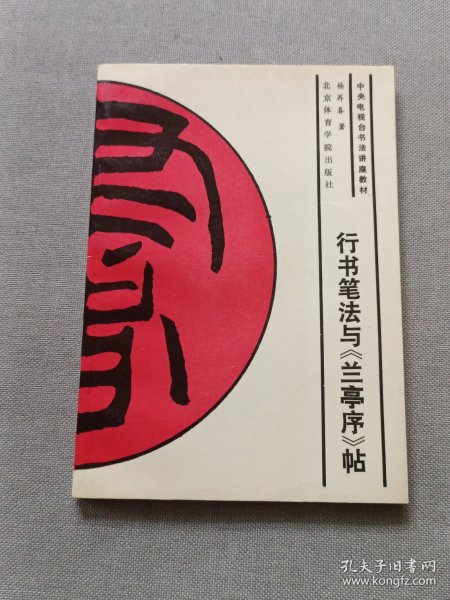 中央电视台书法讲座教材
杨再春 著
北京体育学院出版社
行书笔法与《兰亭序》帖
孔夫子旧书网
www.kongfz.com